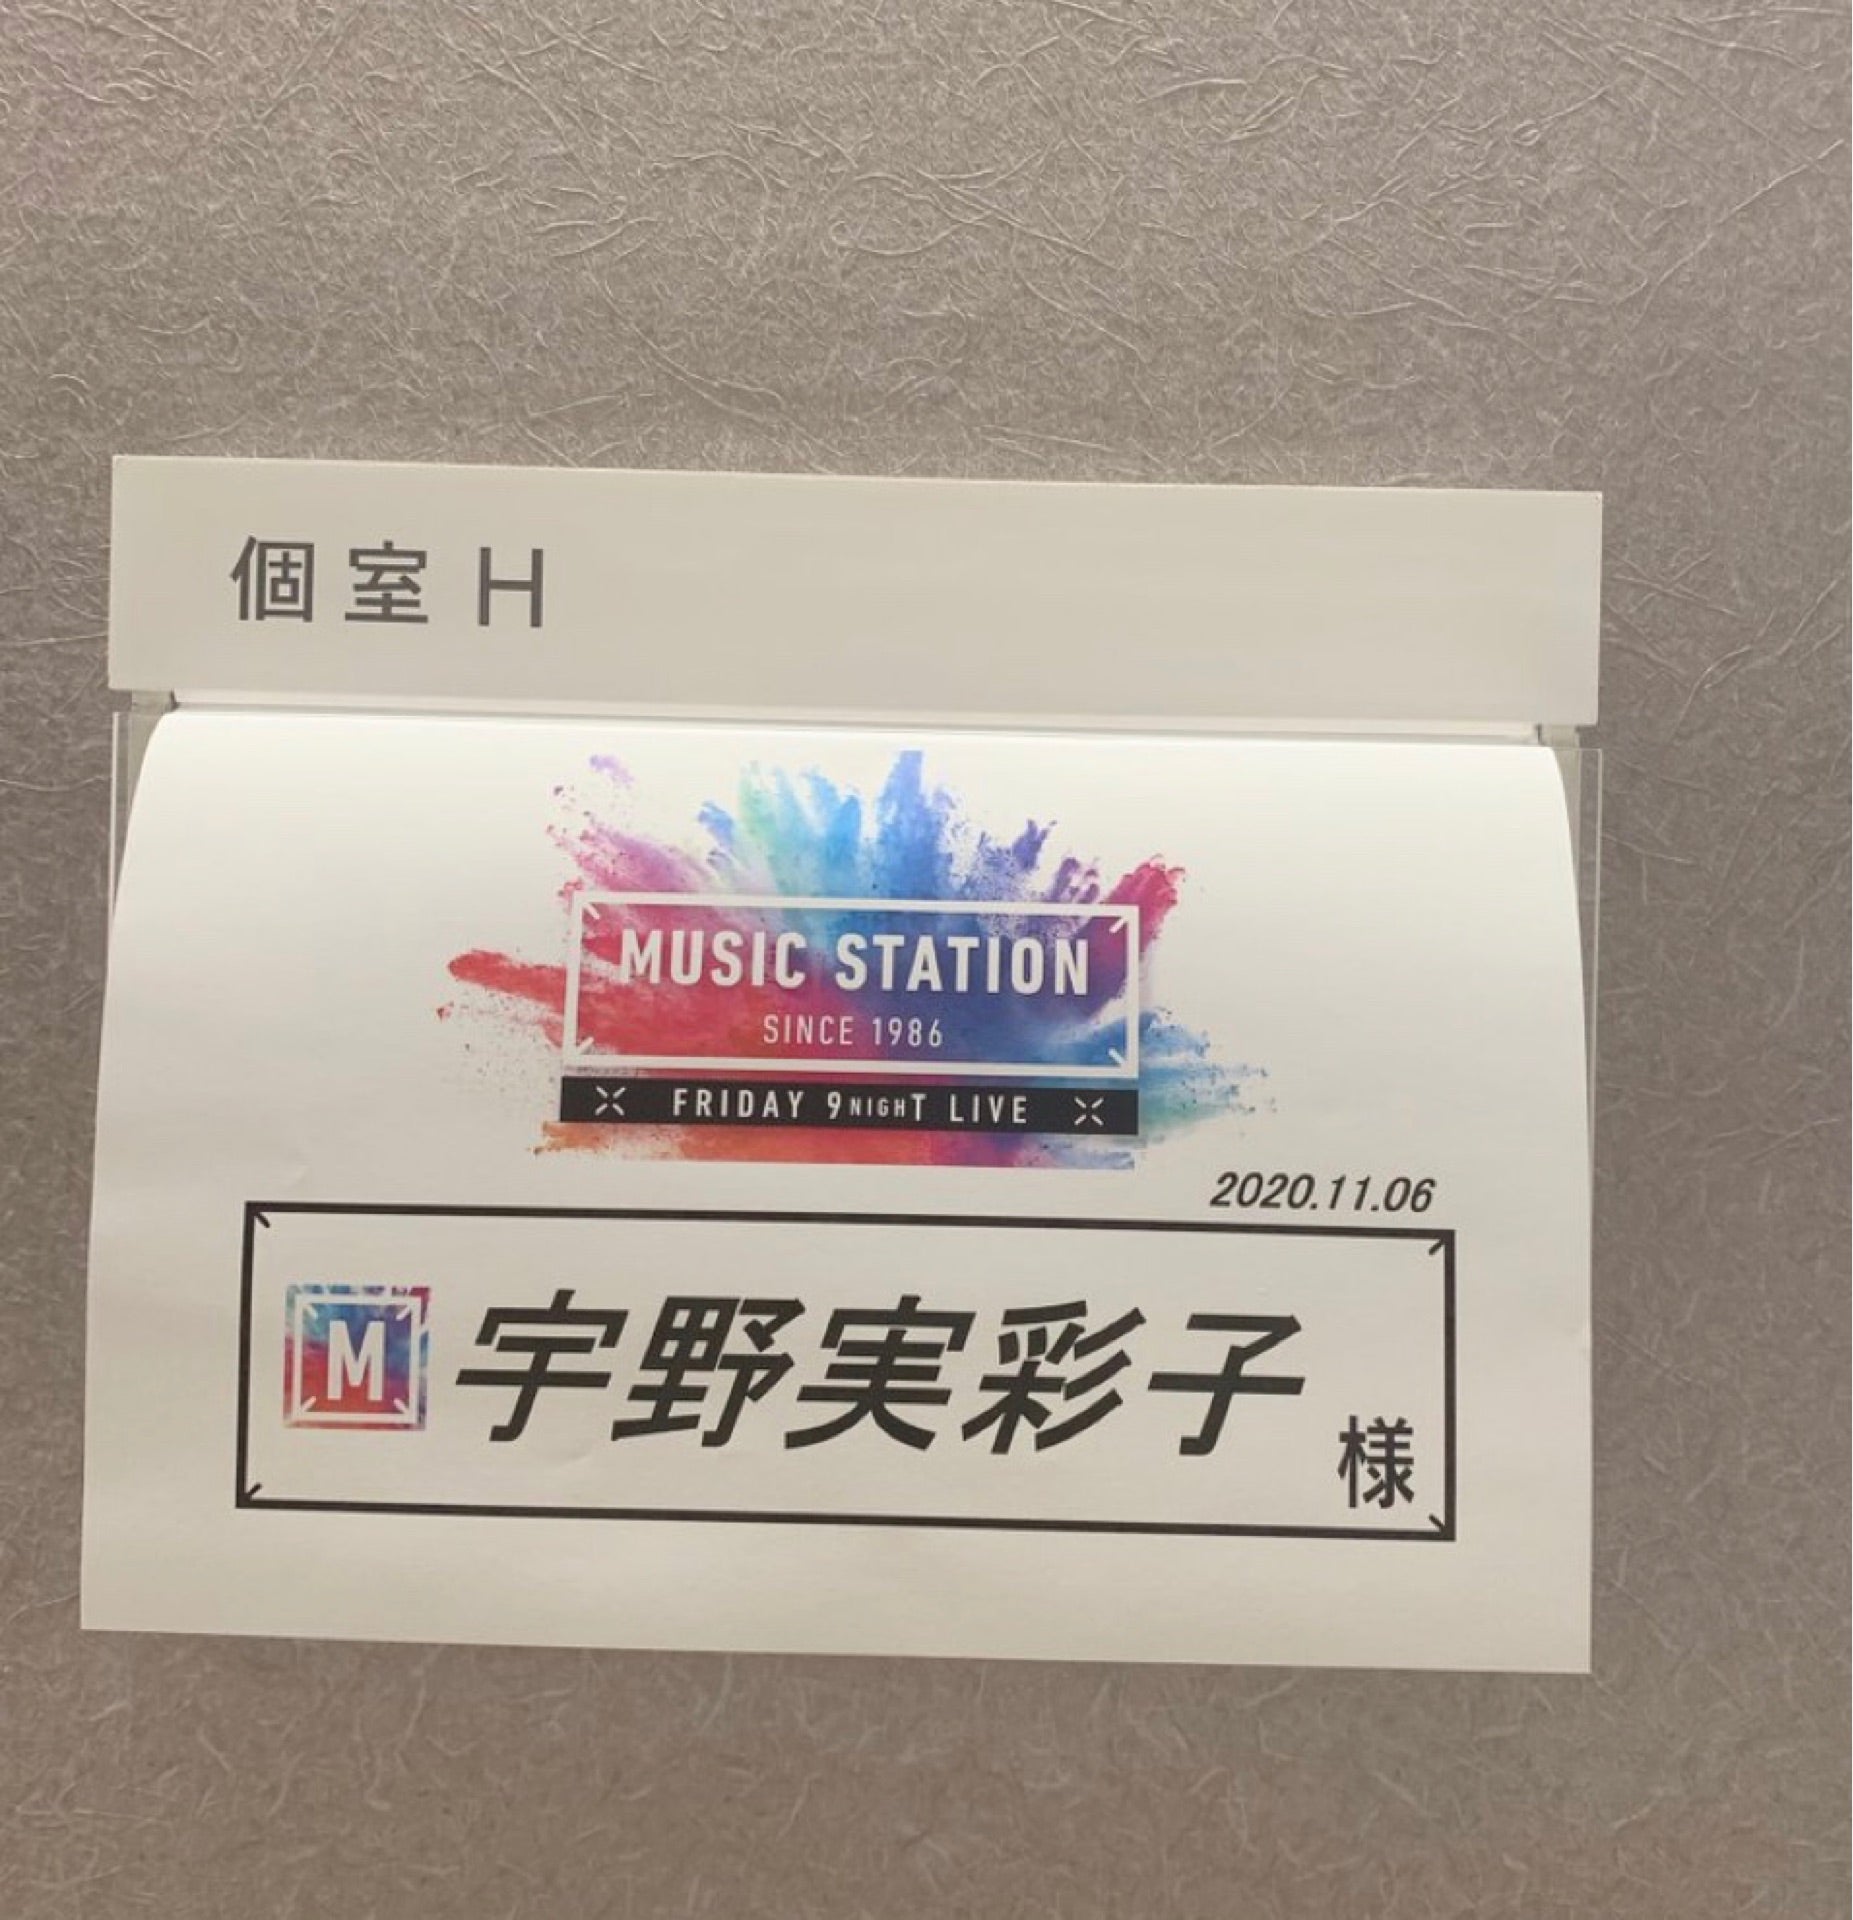 個室 H
MUSIC STATION
SINCE 1986
FRIDAY 9NIGHT LIVE
2020.11.06
M 宇野実彩子 様